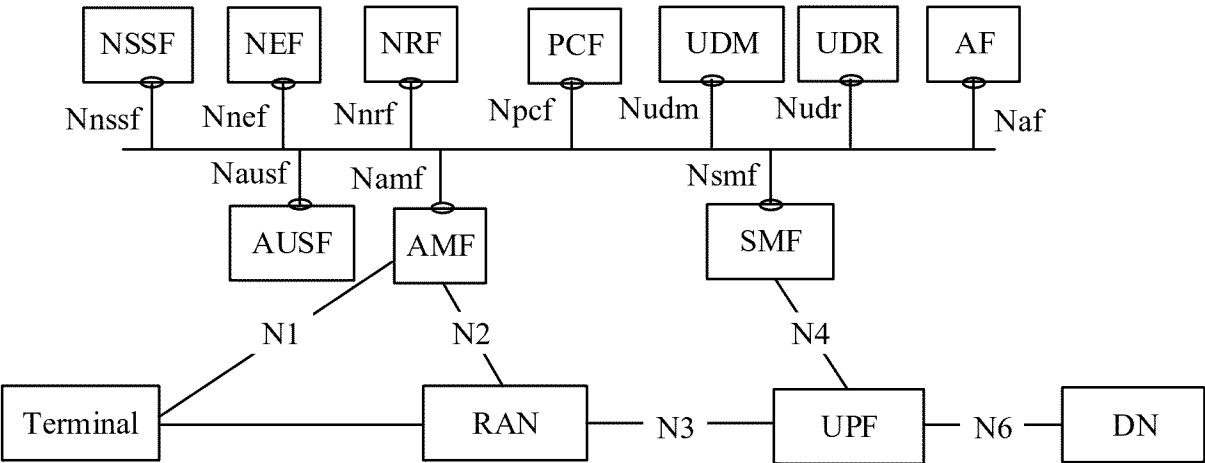 NSSF NEF NRF PCF UDM UDR AF
Nnssf Nnef Nnrf Npcf Nudm Nudr Naf
Nausf Namf Nsmf
AUSF AMF SMF
N1 N2 N4
Terminal RAN N3 UPF N6 DN